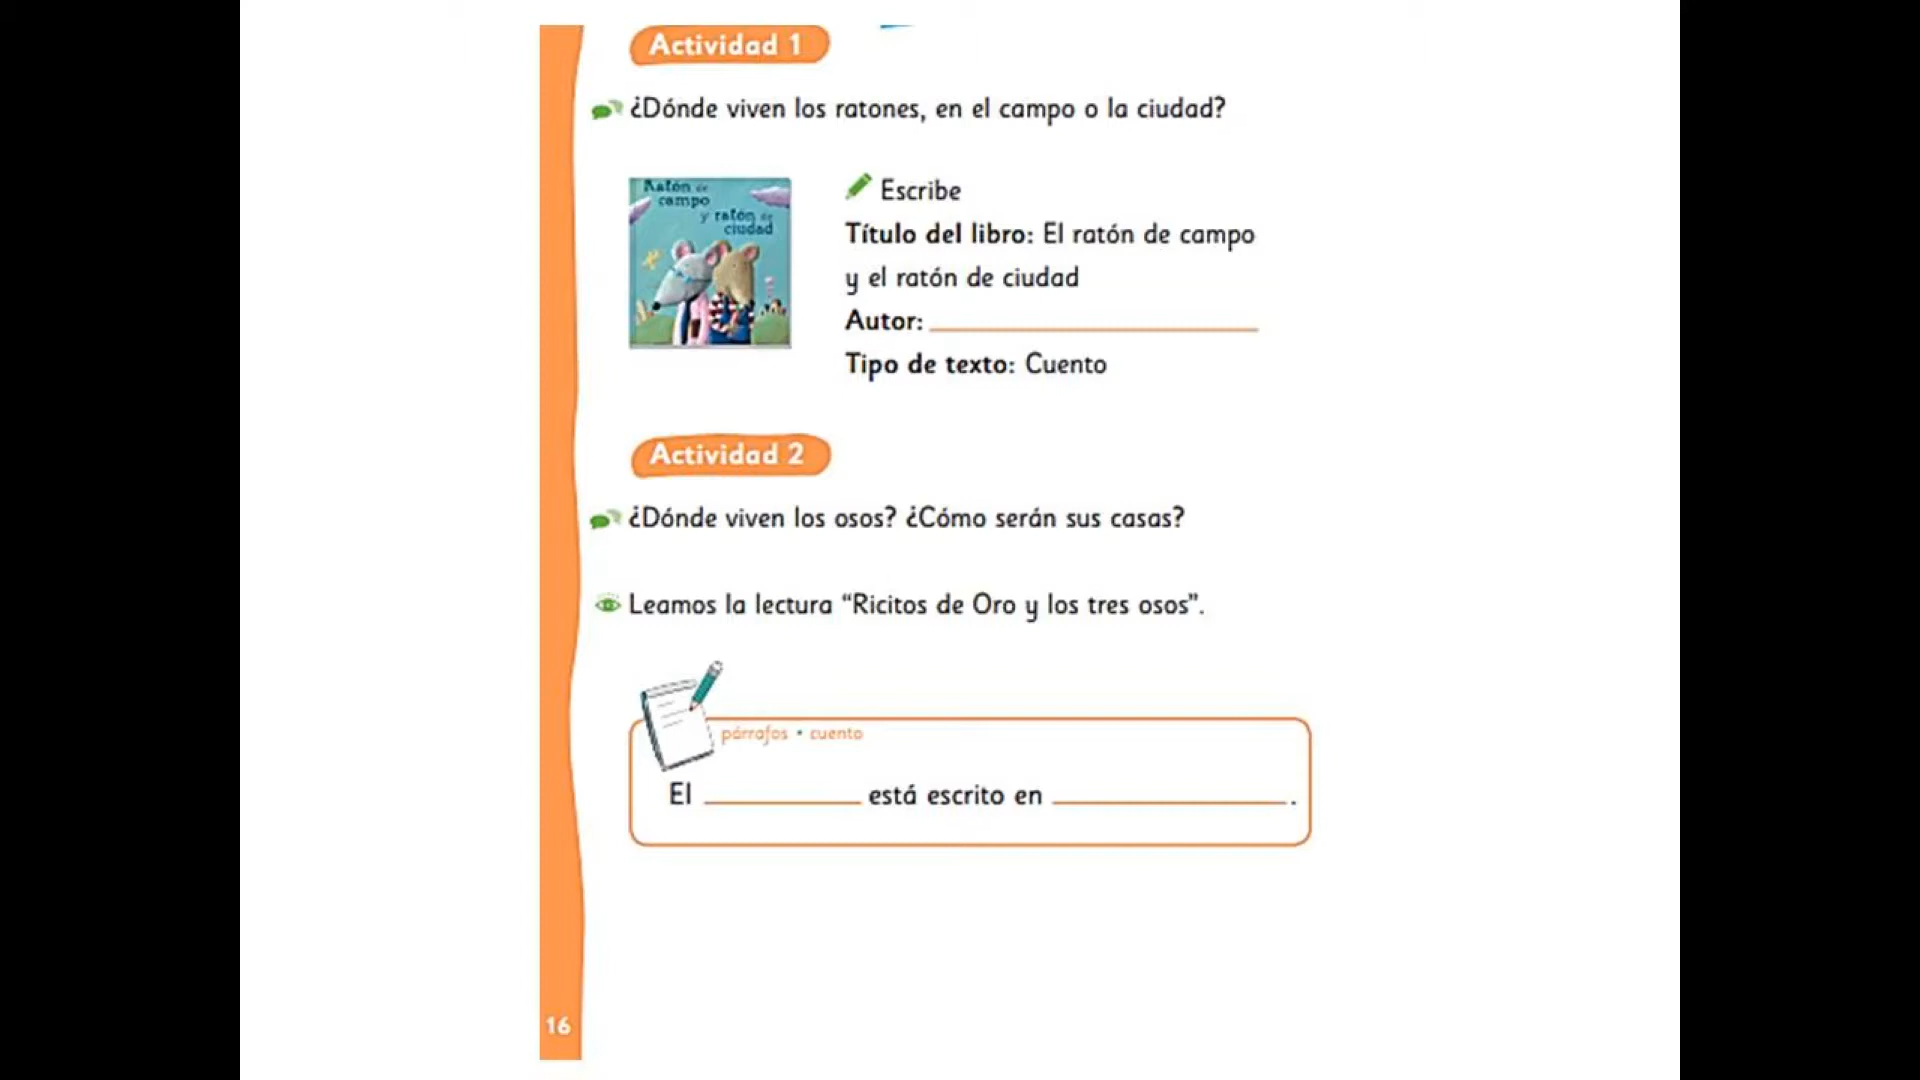 Actividad 1
¿Dónde viven los ratones, en el campo o la ciudad?
Ratón de
campo
y ratón de
ciudad
Escribe
Título del libro: El ratón de campo
y el ratón de ciudad
Autor:
Tipo de texto: Cuento
Actividad 2
¿Dónde viven los osos? ¿Cómo serán sus casas?
Leamos la lectura “Ricitos de Oro y los tres osos”.
párrafos • cuento
El ____ está escrito en ____.
16